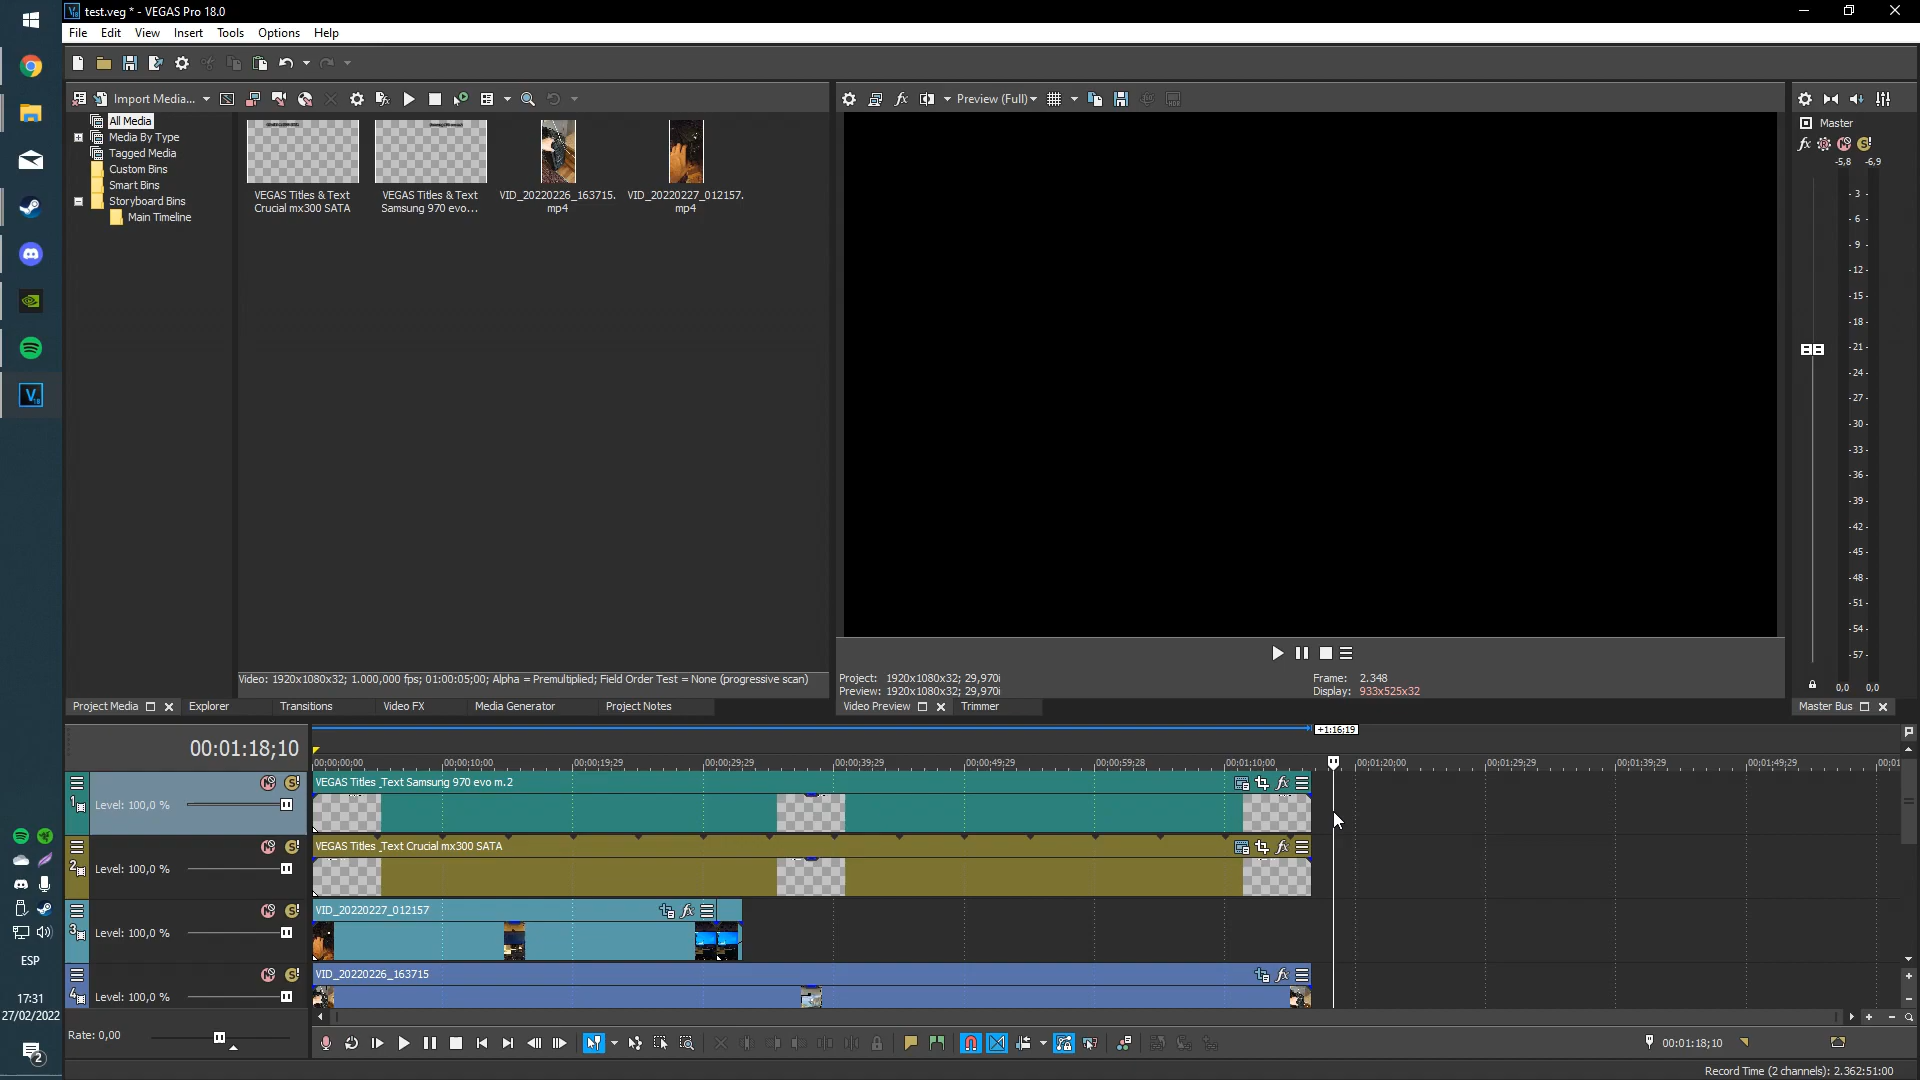 test.veg * - VEGAS Pro 18.0
File Edit View Insert Tools Options Help
Import Media...
Preview (Full)
All Media
Media By Type
Tagged Media
Custom Bins
Smart Bins
Storyboard Bins
Main Timeline
VEGAS Titles & Text
Crucial mx300 SATA
VEGAS Titles & Text
Samsung 970 evo...
VID_20220226_163715.
mp4
VID_20220227_012157.
mp4
Master
-5,8 -6,9
- 3 -
- 6 -
- 9 -
-12-
-15-
-18-
-21-
-24-
-27-
-30-
-33-
-36-
-39-
-42-
-45-
-48-
-51-
-54-
-57-
0,0 0,0
Video: 1920x1080x32; 1.000,000 fps; 01:00:05;00; Alpha = Premultiplied; Field Order Test = None (progressive scan)
Project: 1920x1080x32; 29,970i
Preview: 1920x1080x32; 29,970i
Frame: 2.348
Display: 933x525x32
Project Media Explorer Transitions Video FX Media Generator Project Notes
Video Preview Trimmer
Master Bus
00:01:18;10
+1:16:19
00:00:00;00 00:00:10;00 00:00:19;29 00:00:29;29 00:00:39;29 00:00:49;29 00:00:59;28 00:01:10;00 00:01:20;00 00:01:29;29 00:01:39;29 00:01:49;29 00:01
1 Level: 100,0 %
VEGAS Titles _Text Samsung 970 evo m.2
2 Level: 100,0 %
VEGAS Titles _Text Crucial mx300 SATA
3 Level: 100,0 %
VID_20220227_012157
4 Level: 100,0 %
VID_20220226_163715
Rate: 0,00
00:01:18;10
Record Time (2 channels): 2.362:51:00
ESP
17:31
27/02/2022
2